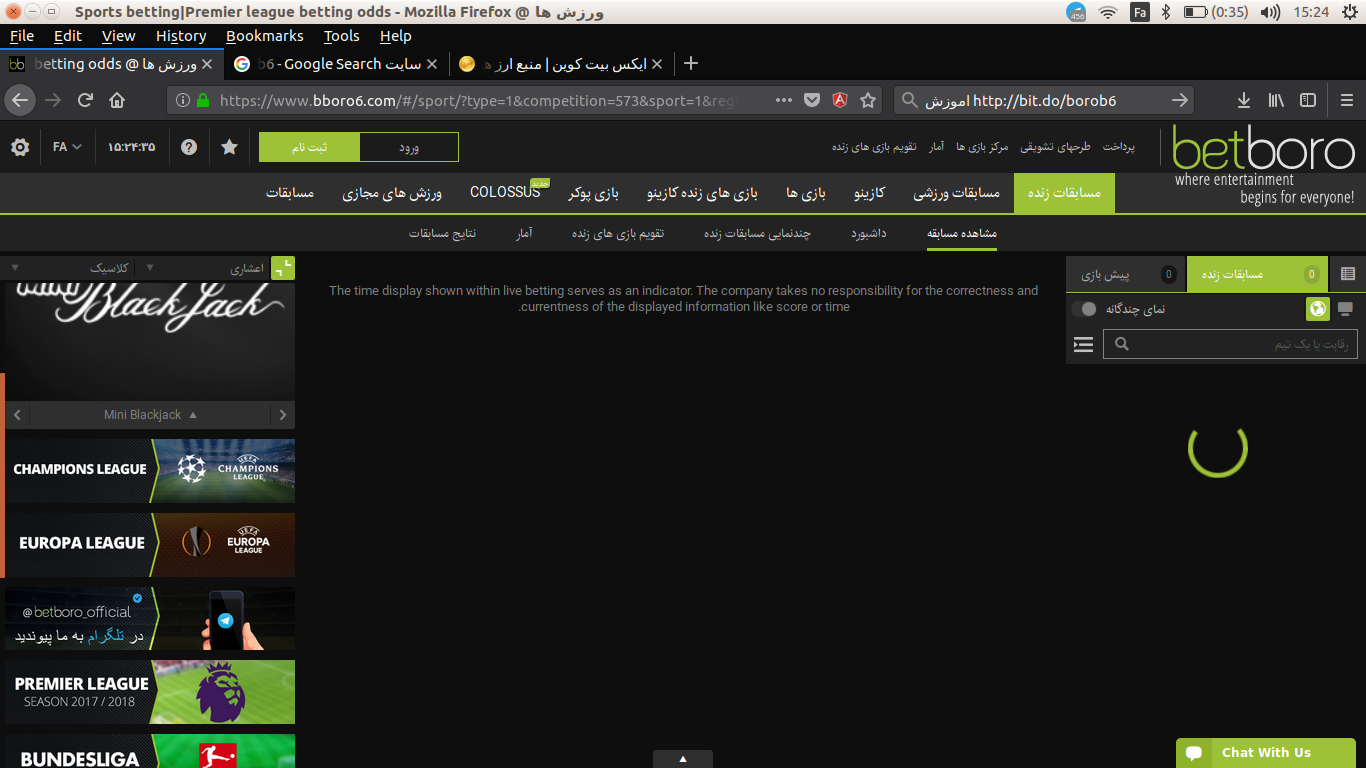 Sports betting|Premier league betting odds - Mozilla Firefox @ ورزش ها
456
Fa
(0:35)
15:24
File Edit View History Bookmarks Tools Help
betting odds @ ورزش ها
b6 - Google Search سایت
ایکس بیت کوین | منبع ارز
https://www.bboro6.com/#/sport/?type=1&competition=573&sport=1&reg
اموزش http://bit.do/borob6
FA
۱۵:۲۴:۳۵
ثبت نام
ورود
پرداخت طرحهای تشویقی مرکز بازی ها آمار تقویم بازی های زنده
betboro
where entertainment
begins for everyone!
مسابقات زنده مسابقات ورزشی کازینو بازی ها بازی های زنده کازینو بازی پوکر COLOSSUS جدید ورزش های مجازی مسابقات
مشاهده مسابقه داشبورد چندنمایی مسابقات زنده تقویم بازی های زنده آمار نتایج مسابقات
اعشاری
کلاسیک
BlackJack
Mini Blackjack
CHAMPIONS LEAGUE
UEFA
CHAMPIONS
LEAGUE
EUROPA LEAGUE
UEFA
EUROPA
LEAGUE
@betboro_official
در تلگرام به ما پیوندید
PREMIER LEAGUE
SEASON 2017 / 2018
BUNDESLIGA
The time display shown within live betting serves as an indicator. The company takes no responsibility for the correctness and
.currentness of the displayed information like score or time
مسابقات زنده 0
پیش بازی 0
نمای چندگانه
رقابت یا یک تیم
Chat With Us